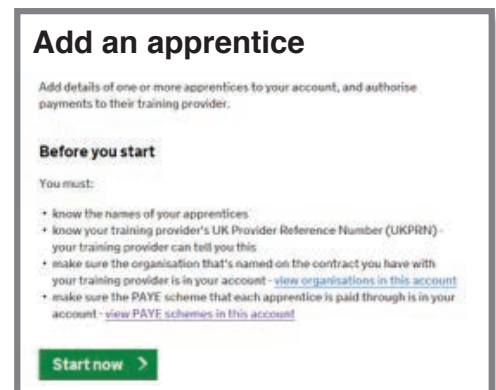 Add an apprentice
Add details of one or more apprentices to your account, and authorise
payments to their training provider.
Before you start
You must:
• know the names of your apprentices
• know your training provider's UK Provider Reference Number (UKPRN) -
your training provider can tell you this
• make sure the organisation that's named on the contract you have with
your training provider is in your account - view organisations in this account
• make sure the PAYE scheme that each apprentice is paid through is in your
account - view PAYE schemes in this account
Start now >